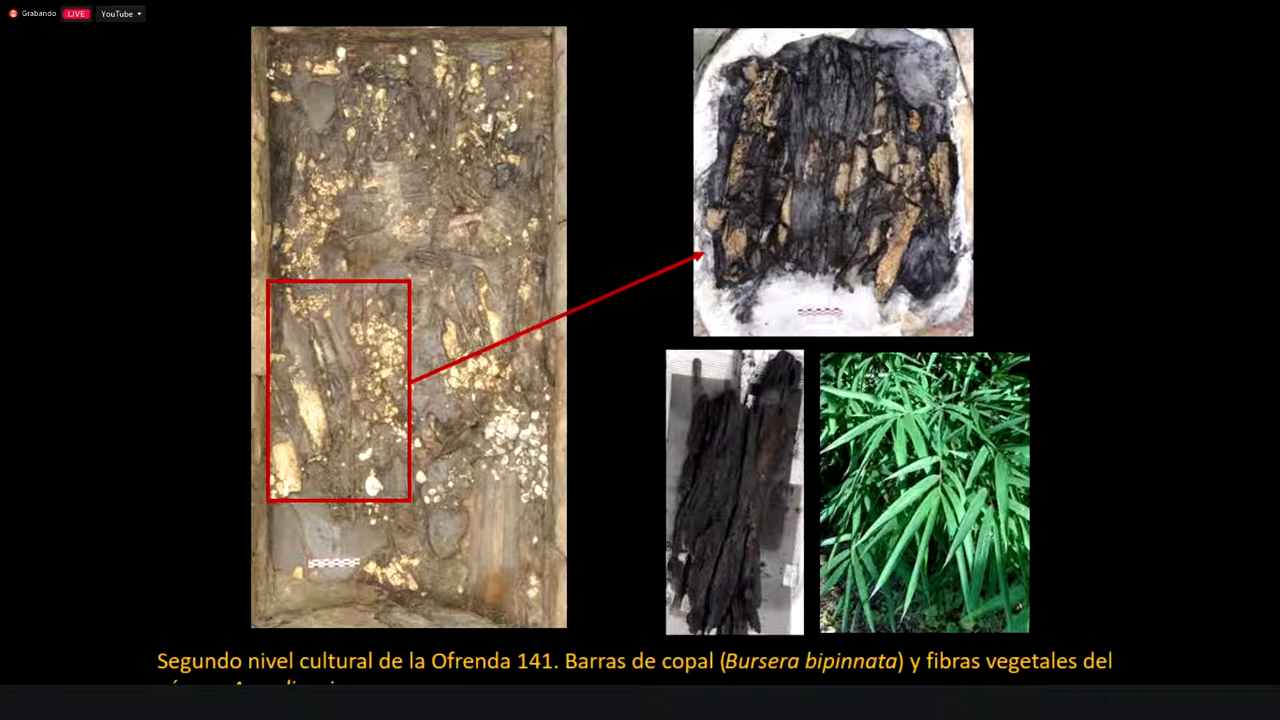 Grabando LIVE YouTube
Segundo nivel cultural de la Ofrenda 141. Barras de copal (Bursera bipinnata) y fibras vegetales del